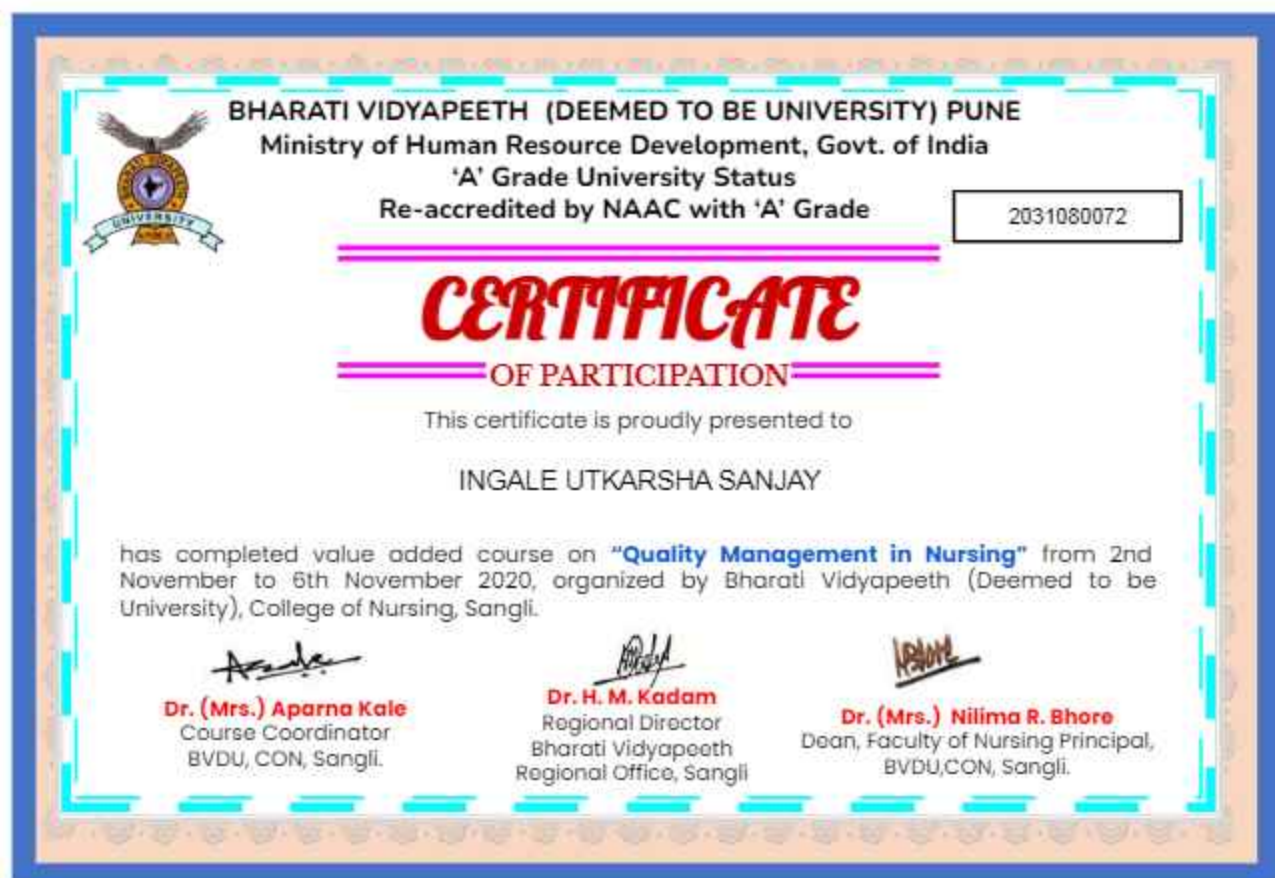 BHARATI VIDYAPEETH (DEEMED TO BE UNIVERSITY) PUNE
Ministry of Human Resource Development, Govt. of India
‘A’ Grade University Status
Re-accredited by NAAC with ‘A’ Grade
2031080072
BHARATI VIDYAPEETH
UNIVERSITY
CERTIFICATE
OF PARTICIPATION
This certificate is proudly presented to
INGALE UTKARSHA SANJAY
has completed value added course on “Quality Management in Nursing” from 2nd
November to 6th November 2020, organized by Bharati Vidyapeeth (Deemed to be
University), College of Nursing, Sangli.
Dr. (Mrs.) Aparna Kale
Course Coordinator
BVDU, CON, Sangli.
Dr. H. M. Kadam
Regional Director
Bharati Vidyapeeth
Regional Office, Sangli
Dr. (Mrs.) Nilima R. Bhore
Dean, Faculty of Nursing Principal,
BVDU,CON, Sangli.